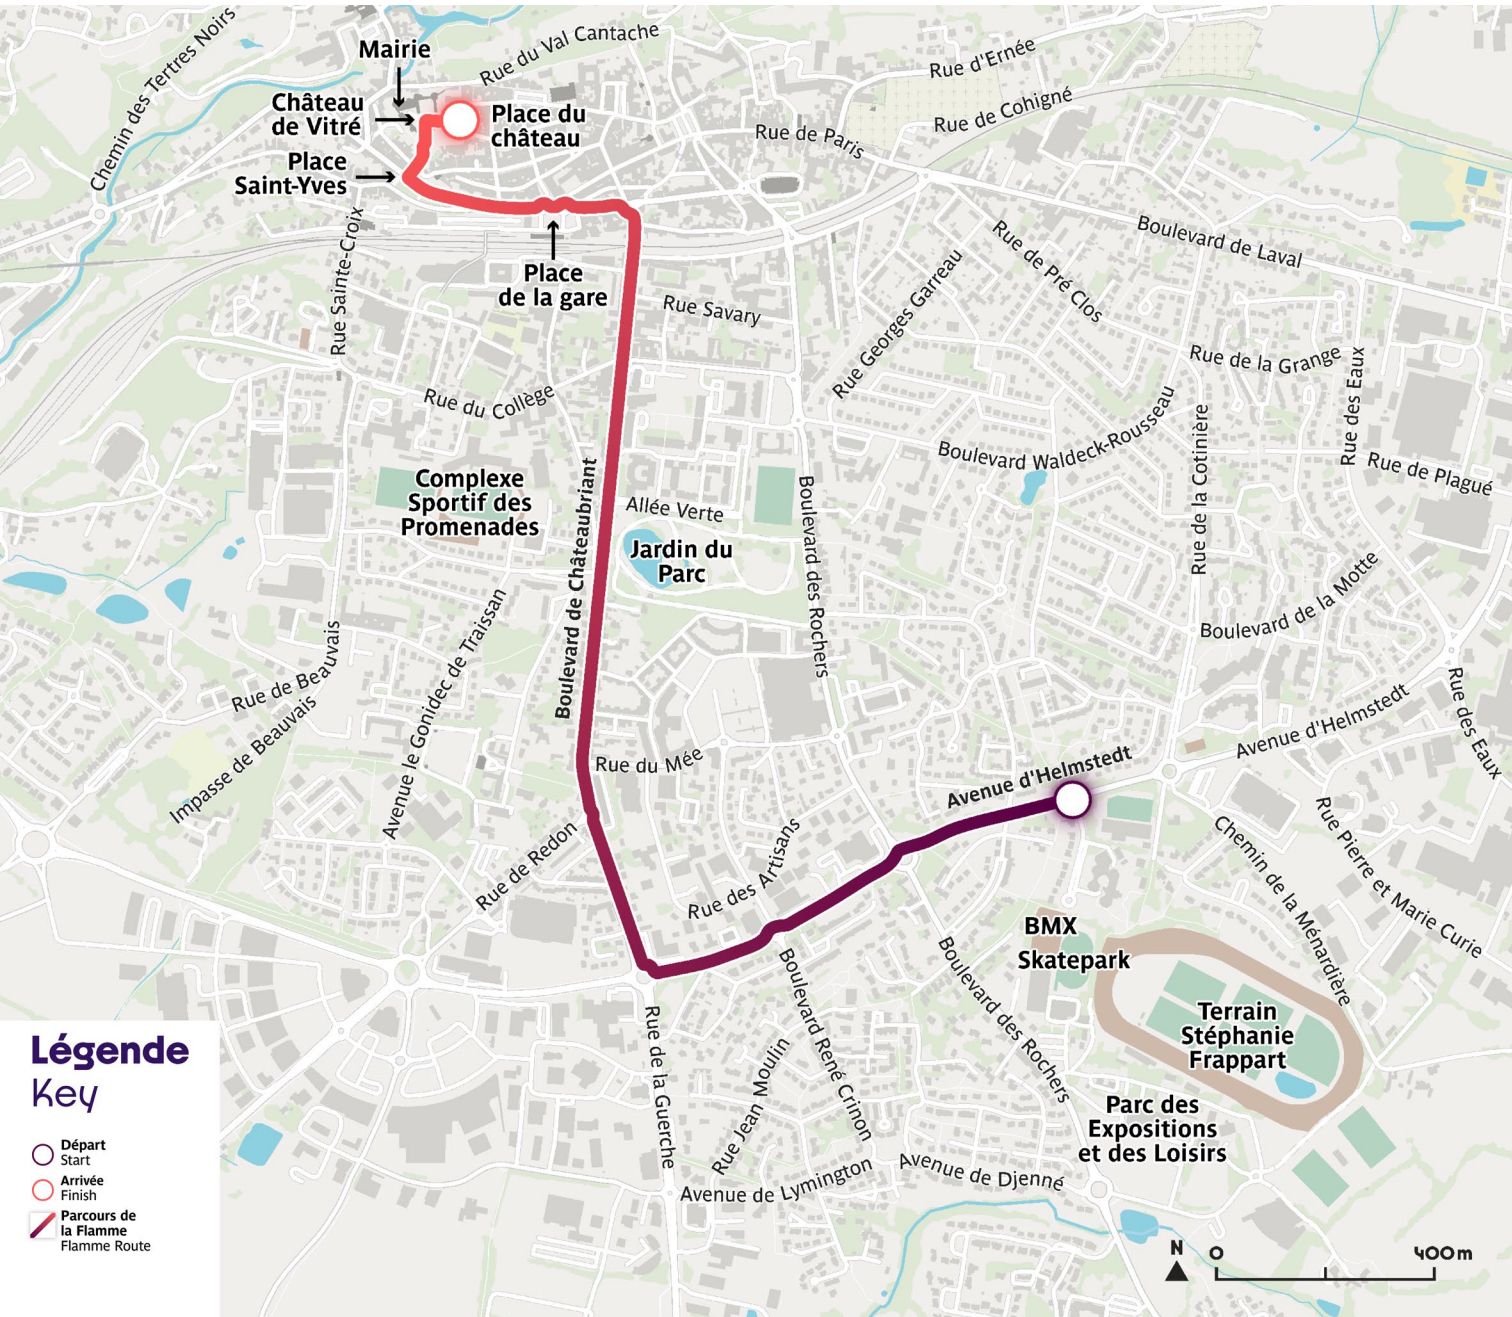 Chemin des Tertres Noirs
Mairie
Rue du Val Cantache
Rue d'Ernée
Château
de Vitré
Place du
château
Rue de Paris
Rue de Cohigné
Place
Saint-Yves
Rue Sainte-Croix
Place
de la gare
Rue Savary
Rue Georges Garreau
Rue de Pré Clos
Boulevard de Laval
Rue de la Grange
Rue des Eaux
Rue du Collège
Boulevard Waldeck-Rousseau
Rue de la Cotinière
Rue de Plagué
Complexe
Sportif des
Promenades
Boulevard de Châteaubriant
Allée Verte
Jardin du
Parc
Boulevard des Rochers
Boulevard de la Motte
Rue de Beauvais
Impasse de Beauvais
Avenue le Gonidec de Traissan
Rue du Mée
Avenue d'Helmstedt
Avenue d'Helmstedt
Rue des Eaux
Rue de Redon
Rue des Artisans
Chemin de la Ménardière
Rue Pierre et Marie Curie
BMX
Skatepark
Boulevard des Rochers
Boulevard René Crinon
Terrain
Stéphanie
Frappart
Rue de la Guerche
Rue Jean Moulin
Parc des
Expositions
et des Loisirs
Avenue de Lymington
Avenue de Djenné
Légende
Key
Départ
Start
Arrivée
Finish
Parcours de
la Flamme
Flamme Route
N
0
400m